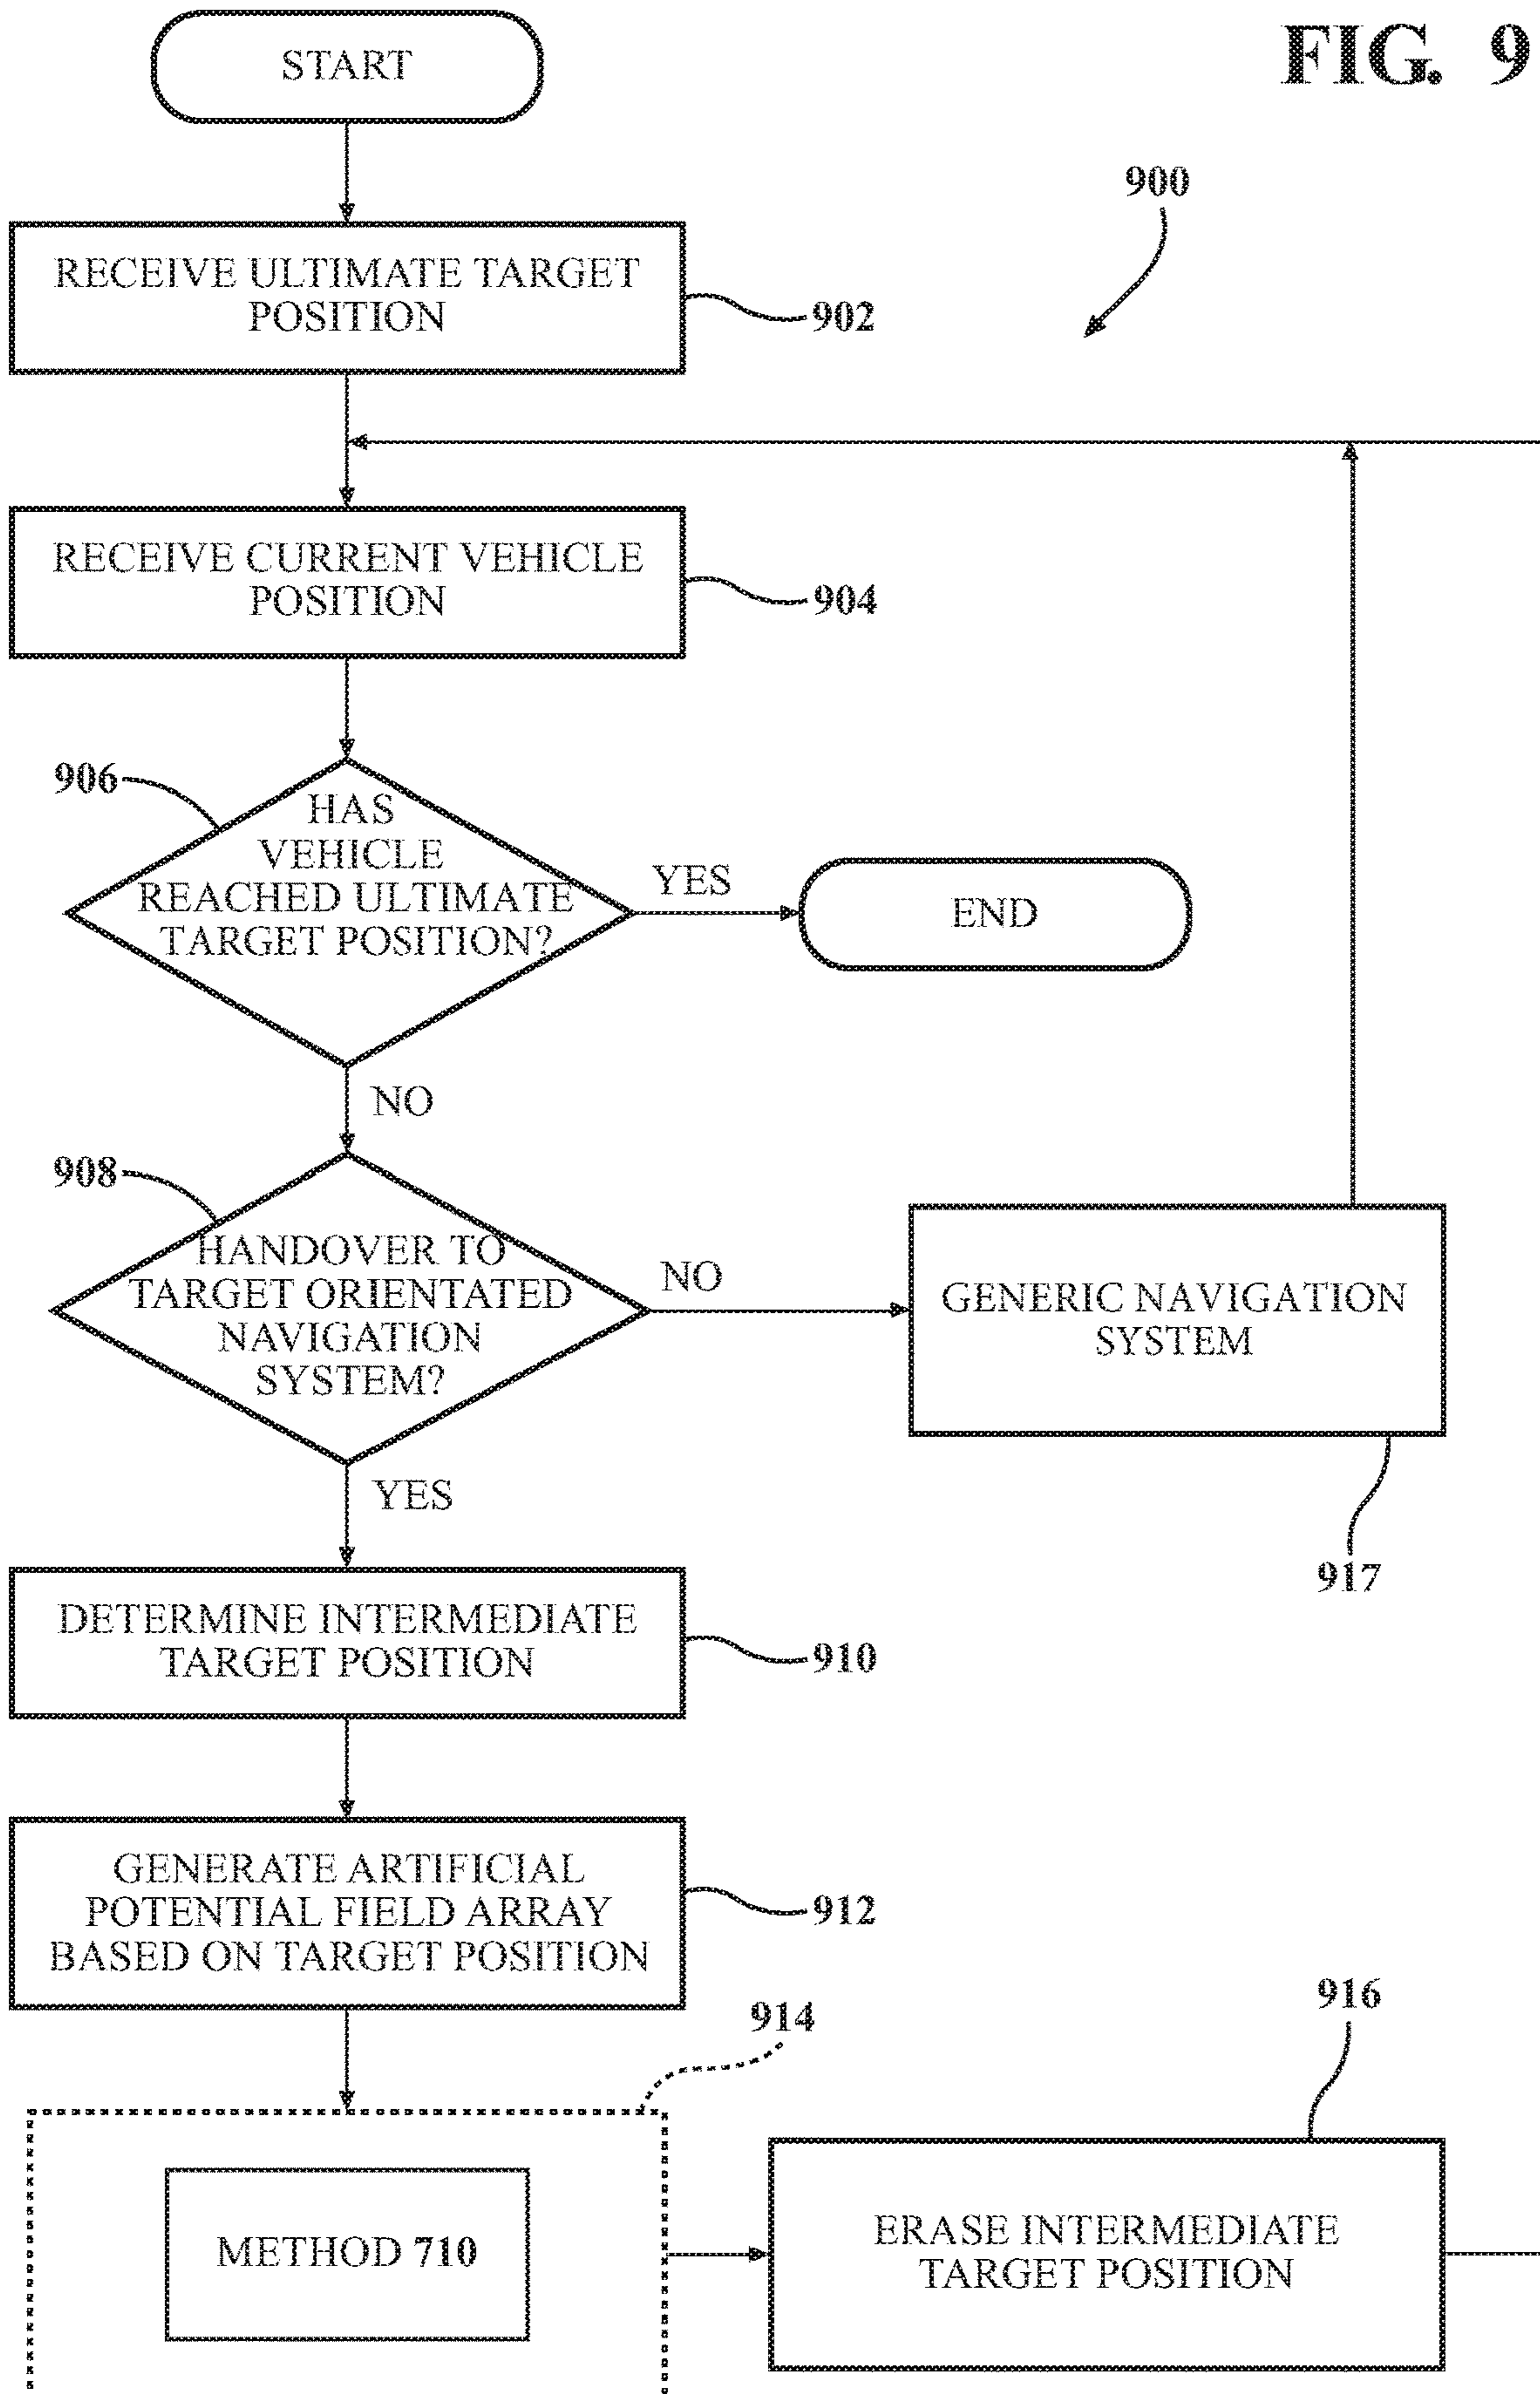 FIG. 9
START
900
RECEIVE ULTIMATE TARGET
POSITION
902
RECEIVE CURRENT VEHICLE
POSITION
904
906
HAS
VEHICLE
REACHED ULTIMATE
TARGET POSITION?
YES
END
NO
908
HANDOVER TO
TARGET ORIENTATED
NAVIGATION
SYSTEM?
NO
GENERIC NAVIGATION
SYSTEM
917
YES
DETERMINE INTERMEDIATE
TARGET POSITION
910
GENERATE ARTIFICIAL
POTENTIAL FIELD ARRAY
BASED ON TARGET POSITION
912
914
916
METHOD 710
ERASE INTERMEDIATE
TARGET POSITION